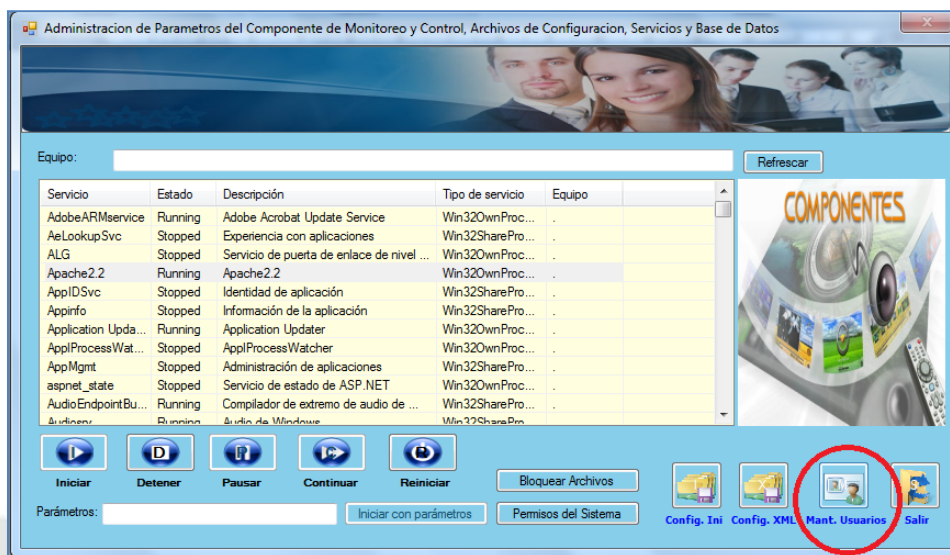 Administracion de Parametros del Componente de Monitoreo y Control, Archivos de Configuracion, Servicios y Base de Datos
Equipo:
Refrescar
Servicio Estado Descripción Tipo de servicio Equipo
AdobeARMservice Running Adobe Acrobat Update Service Win32OwnProc... .
AeLookupSvc Stopped Experiencia con aplicaciones Win32SharePro... .
ALG Stopped Servicio de puerta de enlace de nivel ... Win32OwnProc... .
Apache2.2 Running Apache2.2 Win32OwnProc... .
AppIDSvc Stopped Identidad de aplicación Win32SharePro... .
Appinfo Stopped Información de la aplicación Win32SharePro... .
Application Upda... Running Application Updater Win32OwnProc... .
ApplProcessWat... Stopped ApplProcessWatcher Win32OwnProc... .
AppMgmt Stopped Administración de aplicaciones Win32SharePro... .
aspnet_state Stopped Servicio de estado de ASP.NET Win32OwnProc... .
AudioEndpointBu... Running Compilador de extremo de audio de ... Win32SharePro... .
Audiosrv Running Audio de Windows Win32SharePro
COMPONENTES
D
Iniciar Detener Pausar Continuar Reiniciar
Bloquear Archivos
Parámetros:
Iniciar con parámetros
Permisos del Sistema
Config. Ini Config. XML Mant. Usuarios Salir